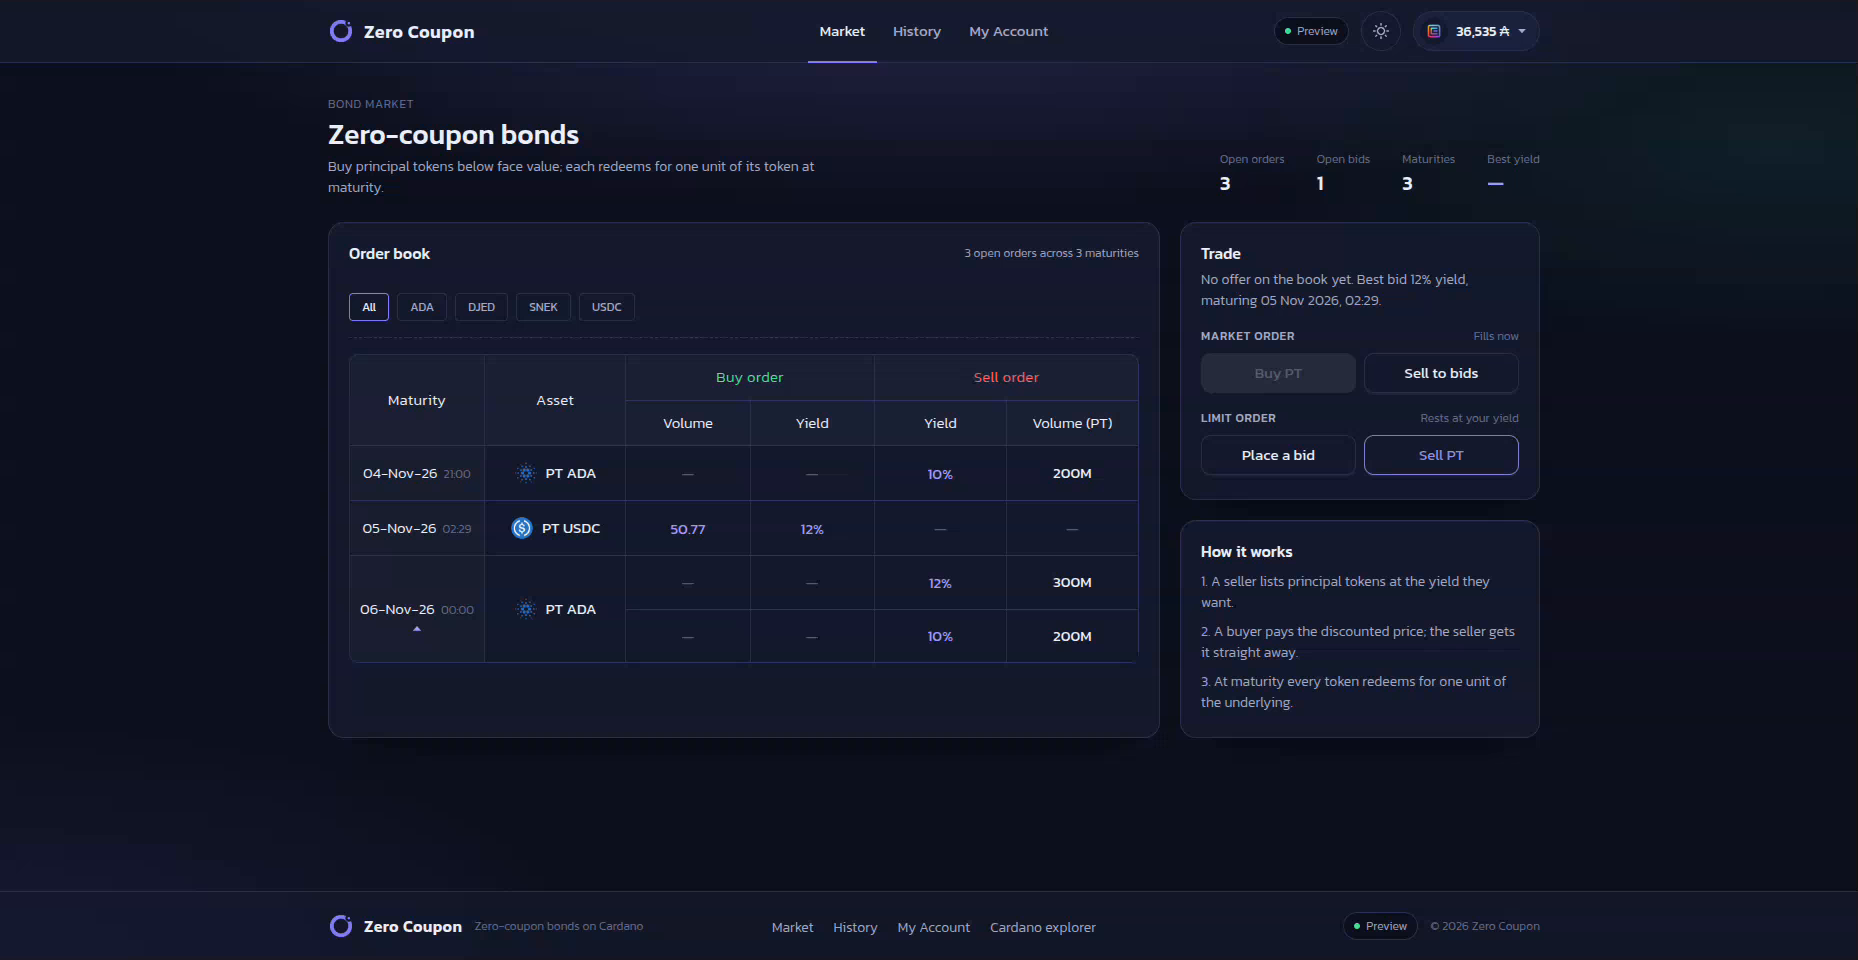 Zero Coupon
Market History My Account
Preview
36,535 ₳
BOND MARKET
Zero-coupon bonds
Buy principal tokens below face value; each redeems for one unit of its token at
maturity.
Open orders Open bids Maturities Best yield
3 1 3 —
Order book
3 open orders across 3 maturities
All ADA DJED SNEK USDC
Maturity Asset Buy order Sell order
Volume Yield Yield Volume (PT)
04-Nov-26 21:00 PT ADA — — 10% 200M
05-Nov-26 02:29 PT USDC 50.77 12% — —
06-Nov-26 00:00 PT ADA — — 12% 300M
— — 10% 200M
Trade
No offer on the book yet. Best bid 12% yield,
maturing 05 Nov 2026, 02:29.
MARKET ORDER Fills now
Buy PT Sell to bids
LIMIT ORDER Rests at your yield
Place a bid Sell PT
How it works
1. A seller lists principal tokens at the yield they
want.
2. A buyer pays the discounted price; the seller gets
it straight away.
3. At maturity every token redeems for one unit of
the underlying.
Zero Coupon Zero-coupon bonds on Cardano
Market History My Account Cardano explorer
Preview © 2026 Zero Coupon